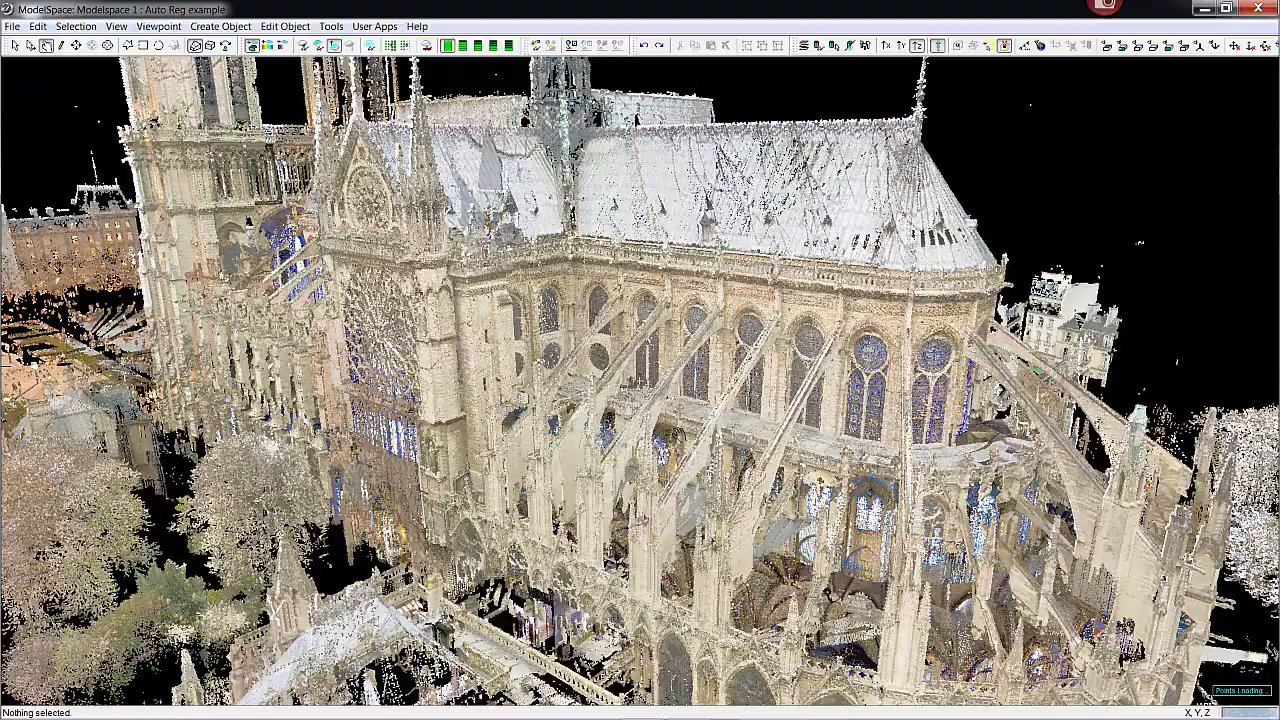 ModelSpace: Modelspace 1 : Auto Reg example
File Edit Selection View Viewpoint Create Object Edit Object Tools User Apps Help
Points Loading...
Nothing selected.
X, Y, Z